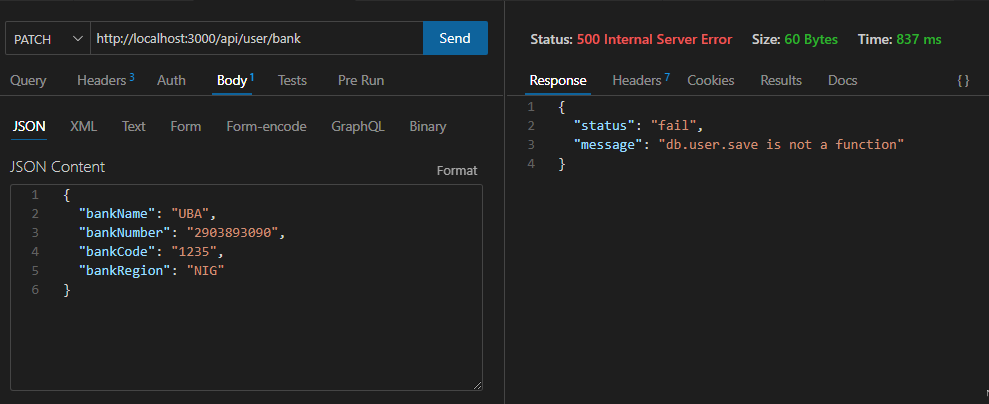 PATCH http://localhost:3000/api/user/bank Send
Query Headers 3 Auth Body 1 Tests Pre Run
JSON XML Text Form Form-encode GraphQL Binary
JSON Content Format
1 {
2 "bankName": "UBA",
3 "bankNumber": "2903893090",
4 "bankCode": "1235",
5 "bankRegion": "NIG"
6 }
Status: 500 Internal Server Error Size: 60 Bytes Time: 837 ms
Response Headers 7 Cookies Results Docs {}
1 {
2 "status": "fail",
3 "message": "db.user.save is not a function"
4 }